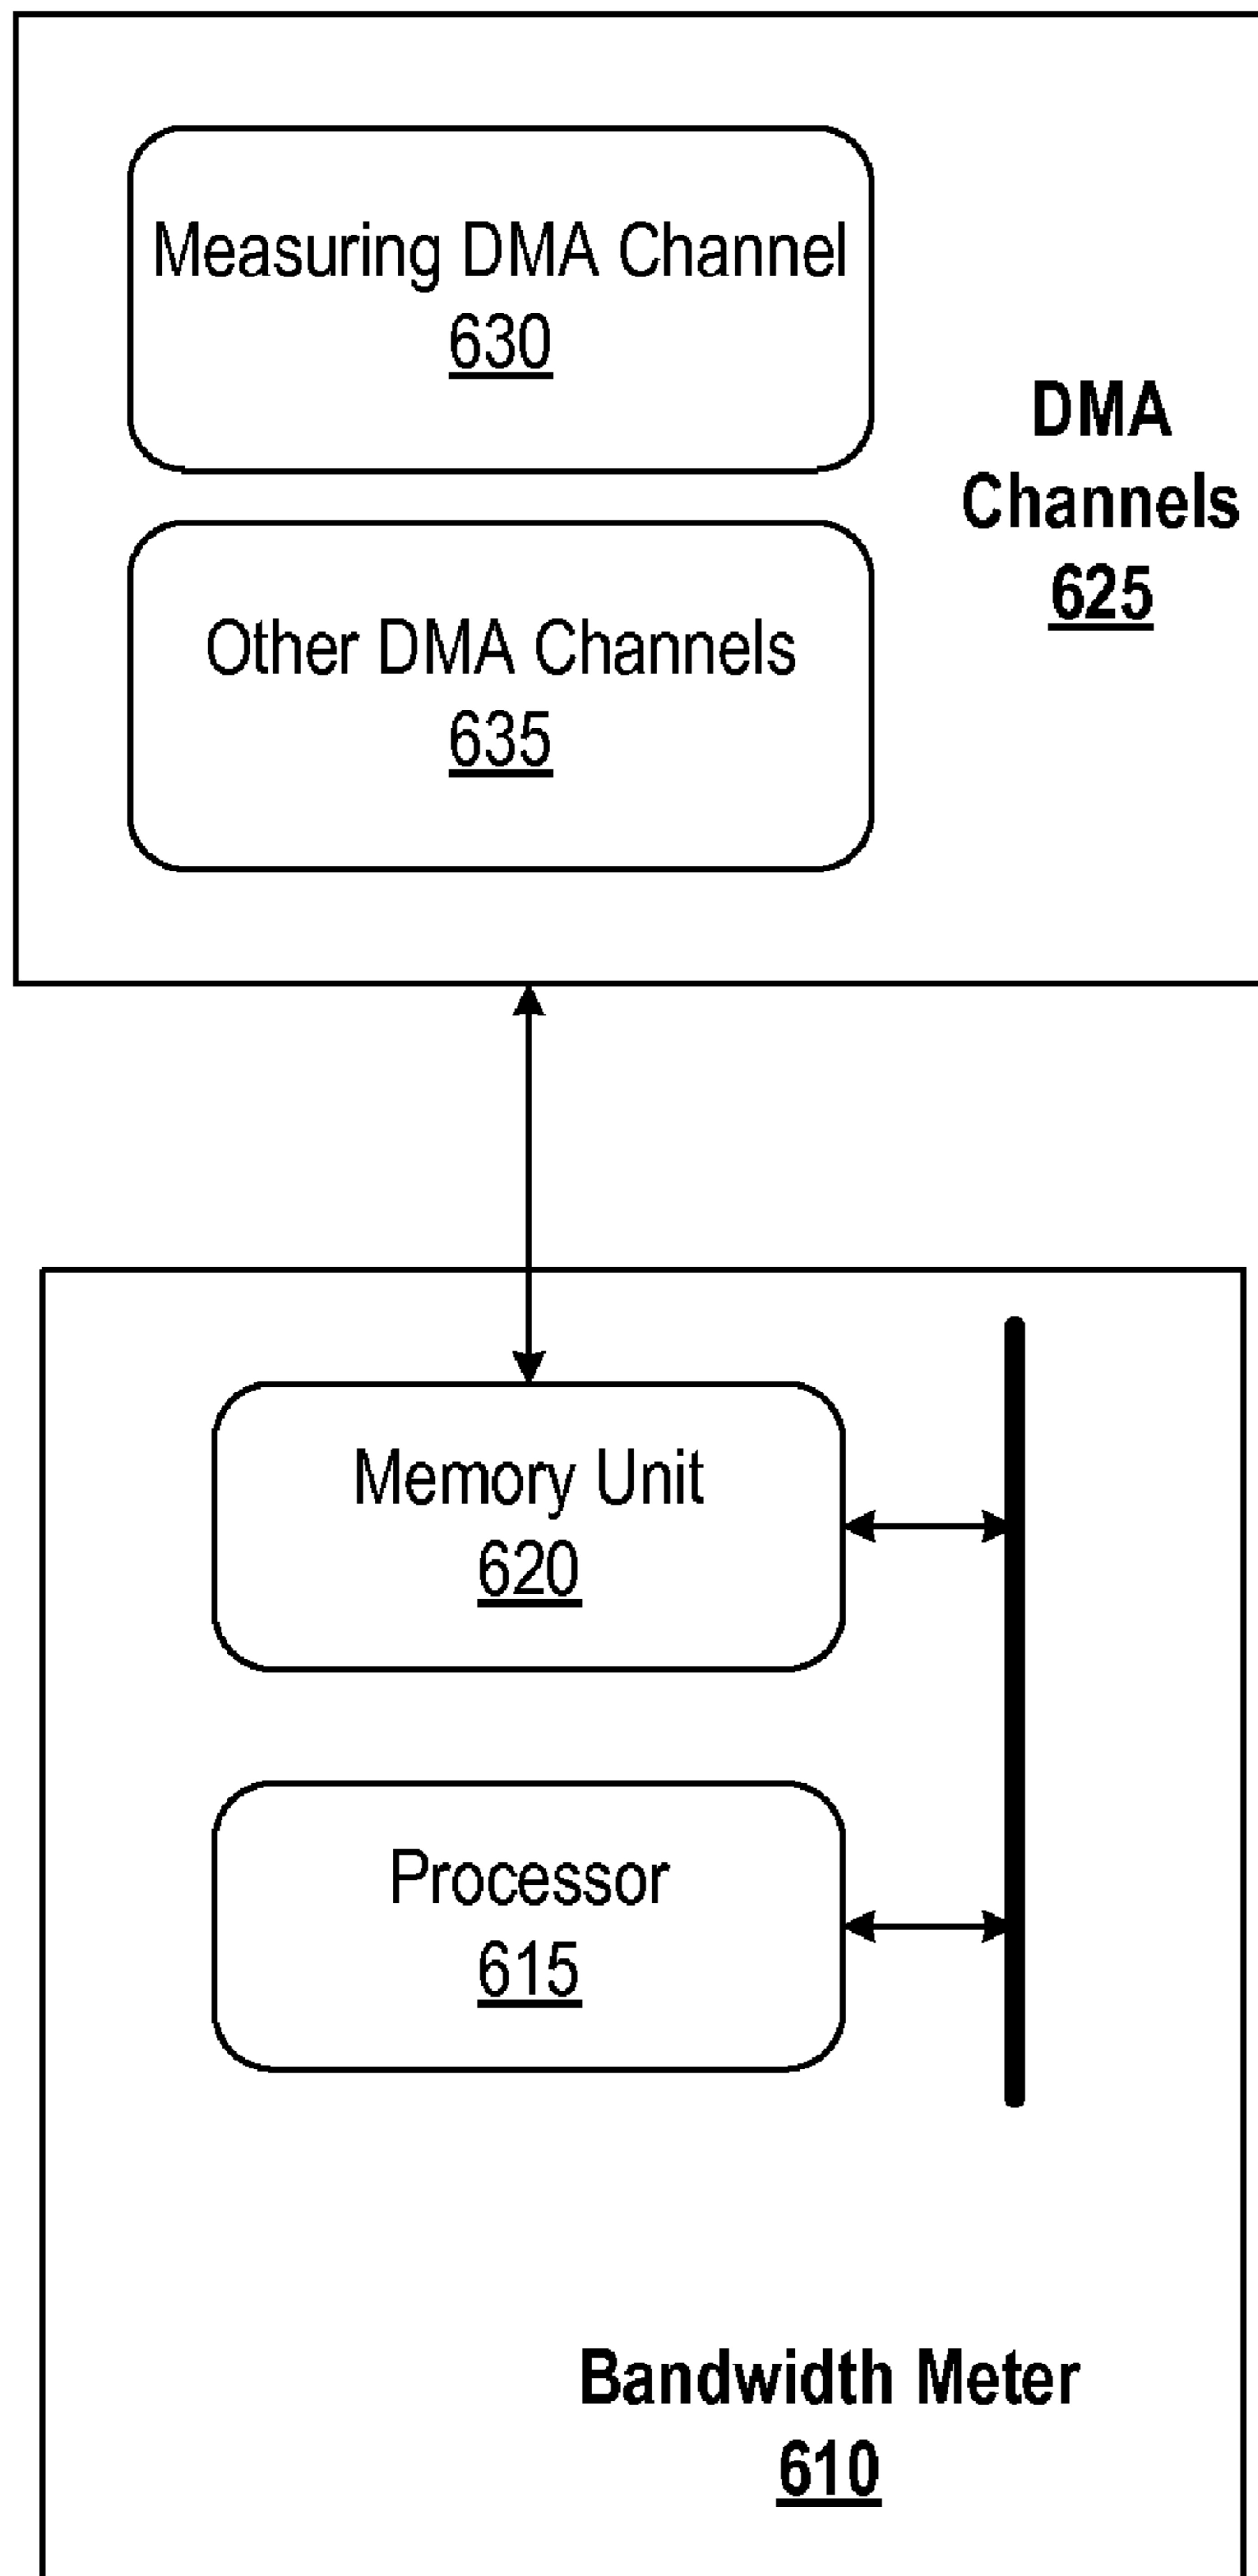 Measuring DMA Channel
630
DMA
Channels
625
Other DMA Channels
635
Memory Unit
620
Processor
615
Bandwidth Meter
610